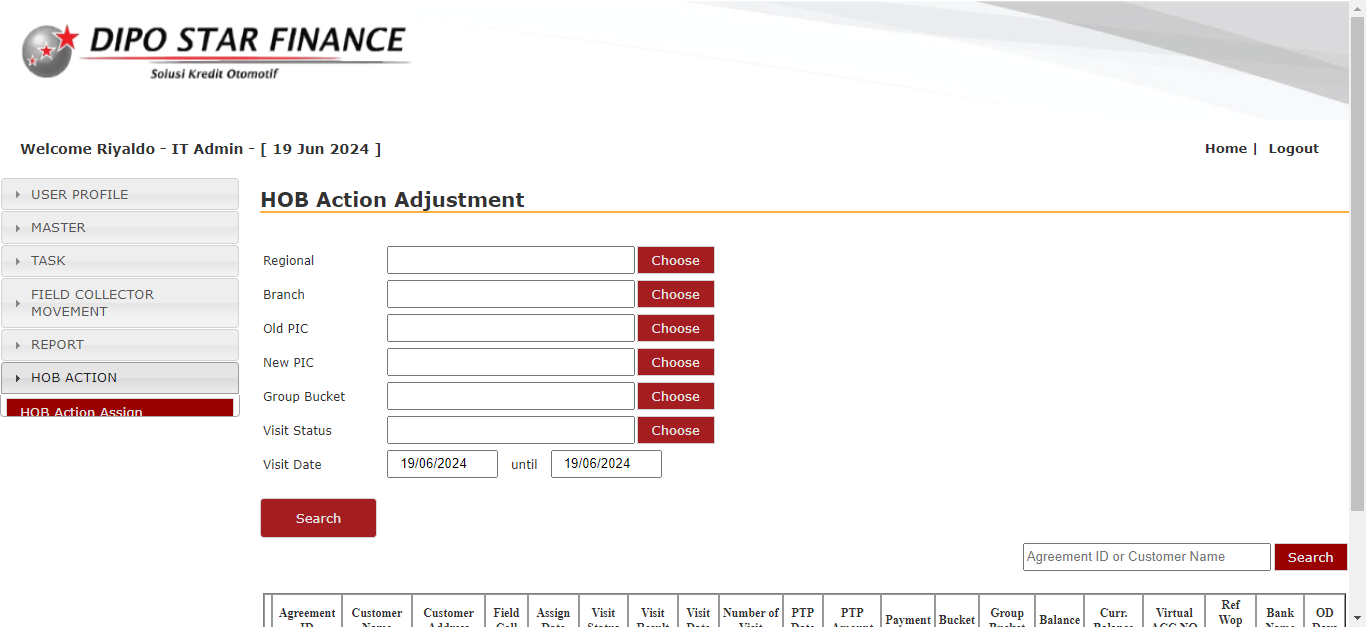 DIPO STAR FINANCE
Solusi Kredit Otomotif
Welcome Riyaldo - IT Admin - [ 19 Jun 2024 ]
Home | Logout
USER PROFILE
MASTER
TASK
FIELD COLLECTOR
MOVEMENT
REPORT
HOB ACTION
HOB Action Assign
HOB Action Adjustment
Regional Choose
Branch Choose
Old PIC Choose
New PIC Choose
Group Bucket Choose
Visit Status Choose
Visit Date 19/06/2024 until 19/06/2024
Search
Agreement ID or Customer Name Search
Agreement ID Customer Name Customer Address Field Coll Assign Date Visit Status Visit Result Visit Date Number of Visit PTP Date PTP Amount Payment Bucket Group Bucket Balance Curr. Balance Virtual ACC NO Ref Wop Bank Name OD Days